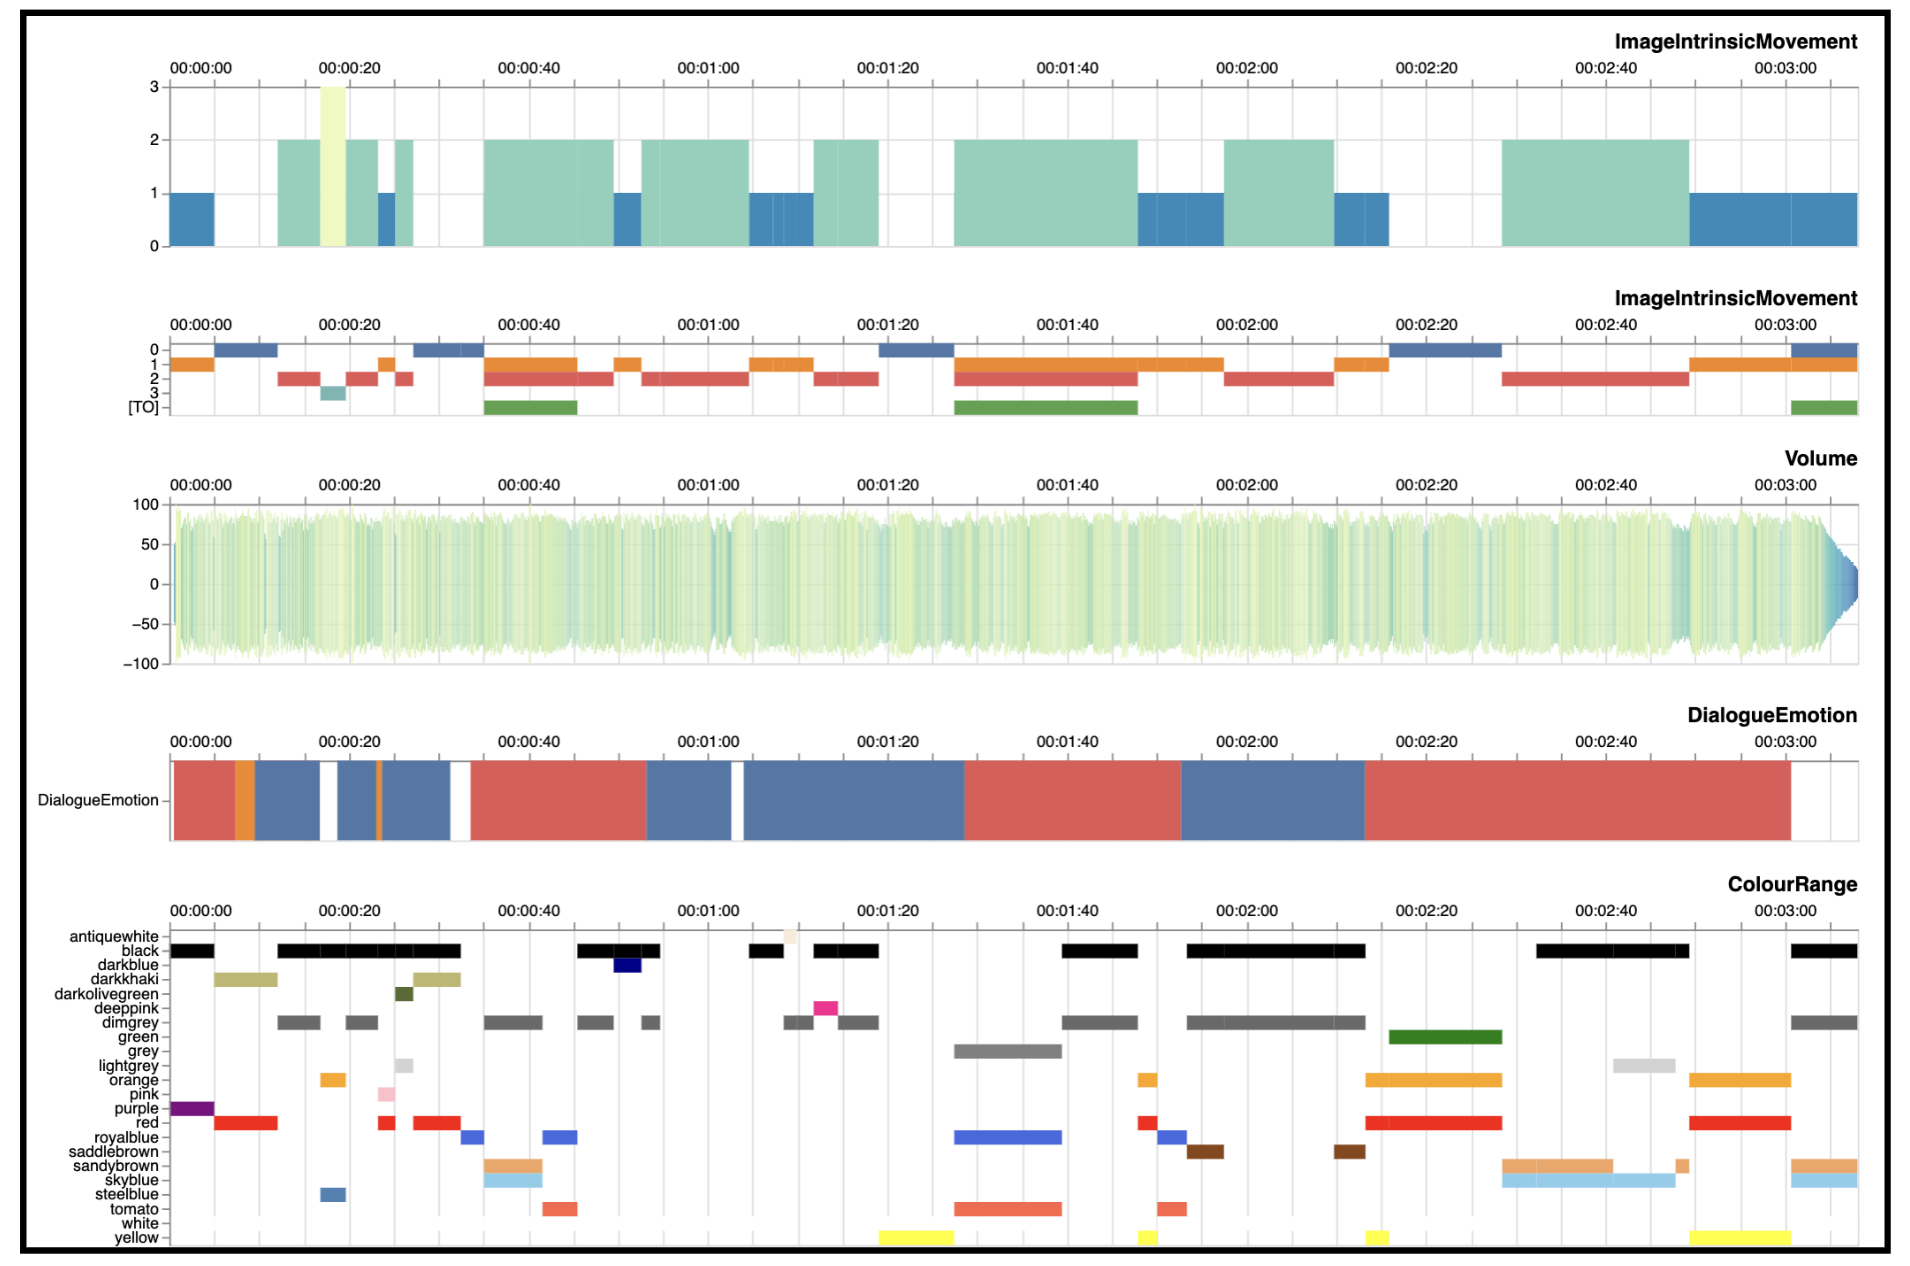 ImageIntrinsicMovement
00:00:00 00:00:20 00:00:40 00:01:00 00:01:20 00:01:40 00:02:00 00:02:20 00:02:40 00:03:00
3
2
1
0
ImageIntrinsicMovement
00:00:00 00:00:20 00:00:40 00:01:00 00:01:20 00:01:40 00:02:00 00:02:20 00:02:40 00:03:00
0
1
2
3
[TO]
Volume
00:00:00 00:00:20 00:00:40 00:01:00 00:01:20 00:01:40 00:02:00 00:02:20 00:02:40 00:03:00
100
50
0
−50
−100
DialogueEmotion
00:00:00 00:00:20 00:00:40 00:01:00 00:01:20 00:01:40 00:02:00 00:02:20 00:02:40 00:03:00
DialogueEmotion
ColourRange
00:00:00 00:00:20 00:00:40 00:01:00 00:01:20 00:01:40 00:02:00 00:02:20 00:02:40 00:03:00
antiquewhite
black
darkblue
darkkhaki
darkolivegreen
deeppink
dimgrey
green
grey
lightgrey
orange
pink
purple
red
royalblue
saddlebrown
sandybrown
skyblue
steelblue
tomato
white
yellow